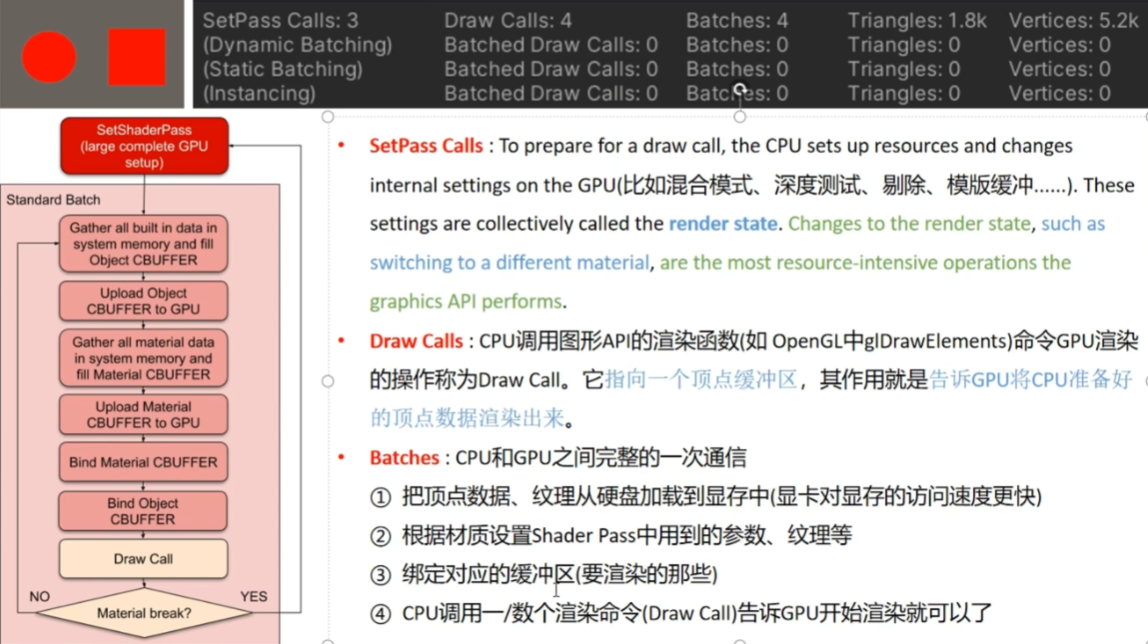 SetPass Calls: 3 Draw Calls: 4 Batches: 4 Triangles: 1.8k Vertices: 5.2k
(Dynamic Batching) Batched Draw Calls: 0 Batches: 0 Triangles: 0 Vertices: 0
(Static Batching) Batched Draw Calls: 0 Batches: 0 Triangles: 0 Vertices: 0
(Instancing) Batched Draw Calls: 0 Batches: 0 Triangles: 0 Vertices: 0
SetShaderPass
(large complete GPU
setup)
Standard Batch
Gather all built in data in
system memory and fill
Object CBUFFER
Upload Object
CBUFFER to GPU
Gather all material data
in system memory and
fill Material CBUFFER
Upload Material
CBUFFER to GPU
Bind Material CBUFFER
Bind Object
CBUFFER
Draw Call
NO
YES
Material break?
• SetPass Calls : To prepare for a draw call, the CPU sets up resources and changes
internal settings on the GPU(比如混合模式、深度测试、剔除、模版缓冲......). These
settings are collectively called the render state. Changes to the render state, such as
switching to a different material, are the most resource-intensive operations the
graphics API performs.
• Draw Calls : CPU调用图形API的渲染函数(如 OpenGL中glDrawElements)命令GPU渲染
的操作称为Draw Call。它指向一个顶点缓冲区，其作用就是告诉GPU将CPU准备好
的顶点数据渲染出来。
• Batches : CPU和GPU之间完整的一次通信
① 把顶点数据、纹理从硬盘加载到显存中(显卡对显存的访问速度更快)
② 根据材质设置Shader Pass中用到的参数、纹理等
③ 绑定对应的缓冲区(要渲染的那些)
④ CPU调用一/数个渲染命令(Draw Call)告诉GPU开始渲染就可以了